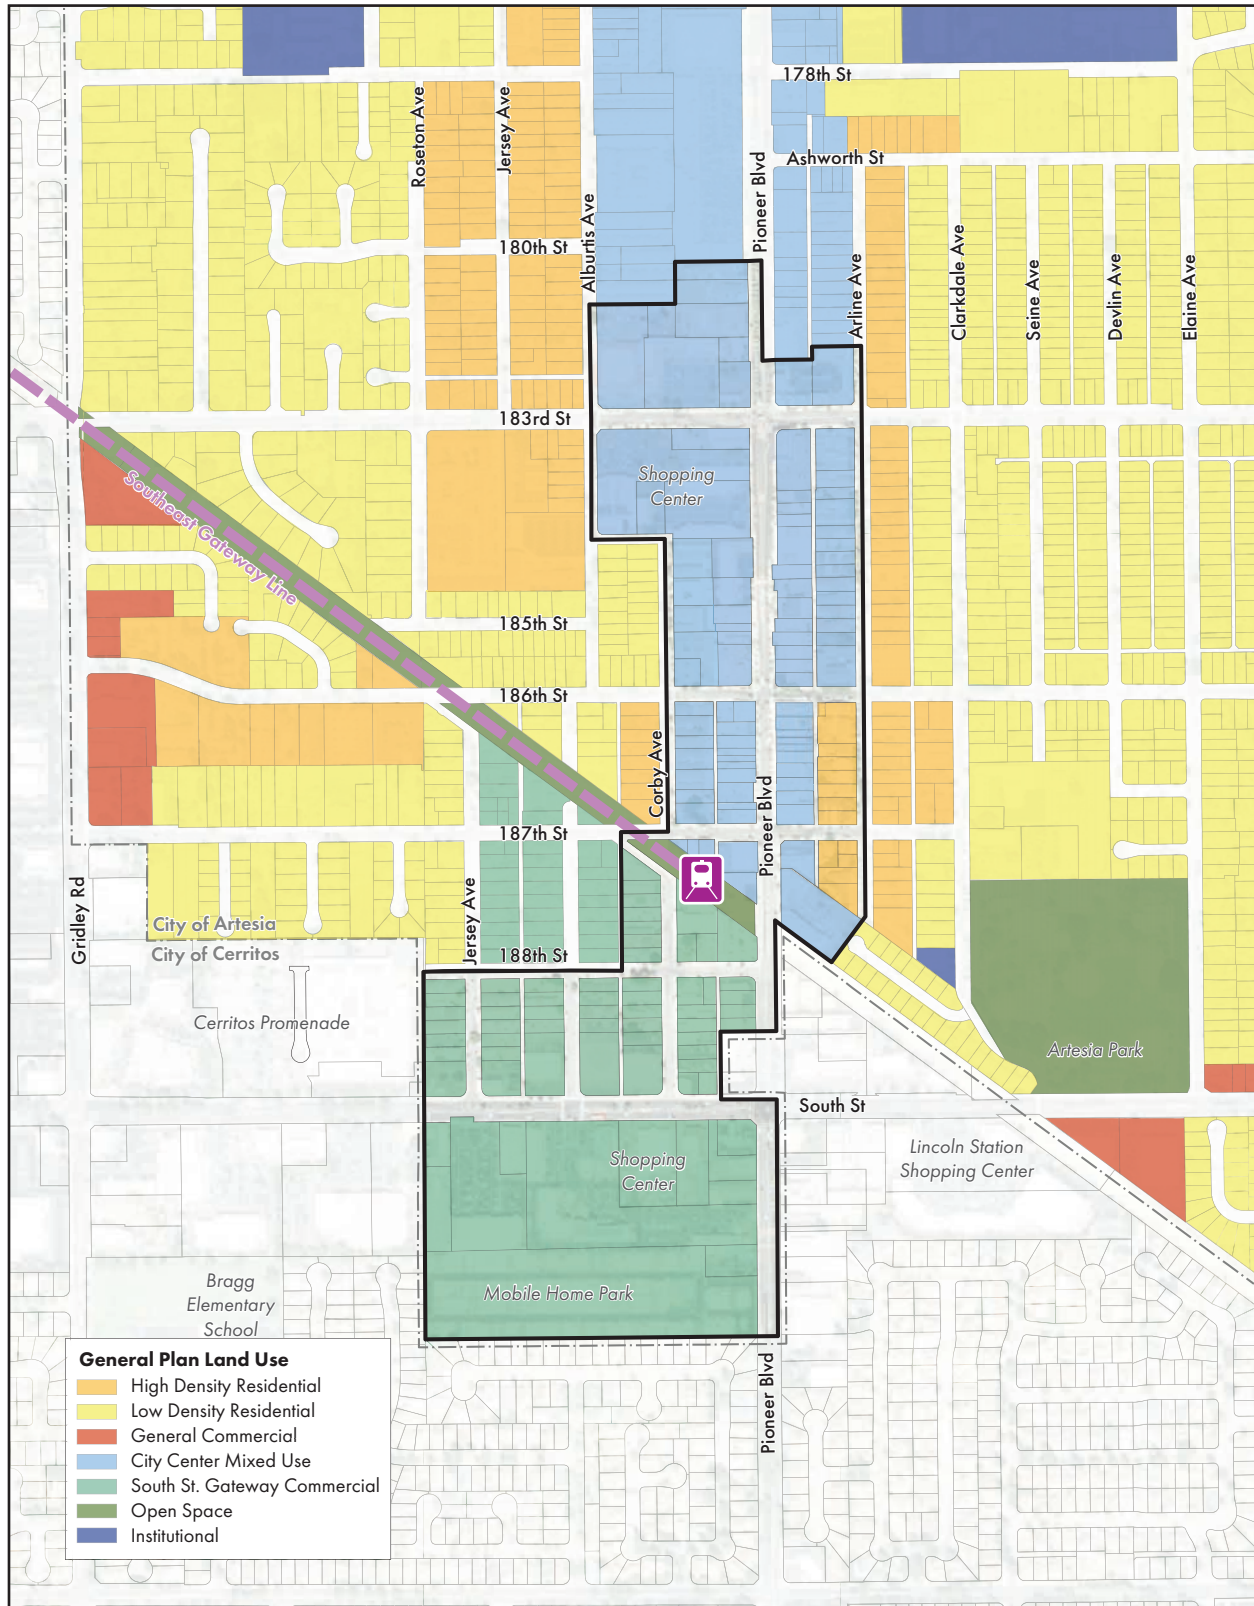 178th St
Roseton Ave
Jersey Ave
Ashworth St
Pioneer Blvd
Alburtis Ave
180th St
Arline Ave
Clarkdale Ave
Seine Ave
Devlin Ave
Elaine Ave
183rd St
Shopping
Center
Southeast Gateway Line
185th St
186th St
Corby Ave
Pioneer Blvd
187th St
Gridley Rd
Jersey Ave
City of Artesia
City of Cerritos
188th St
Cerritos Promenade
Artesia Park
South St
Shopping
Center
Lincoln Station
Shopping Center
Mobile Home Park
Bragg
Elementary
School
Pioneer Blvd
General Plan Land Use
High Density Residential
Low Density Residential
General Commercial
City Center Mixed Use
South St. Gateway Commercial
Open Space
Institutional